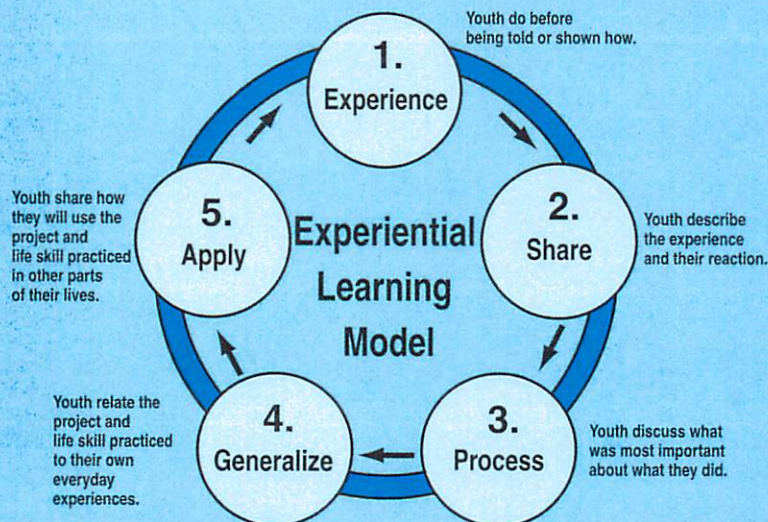 Youth do before
being told or shown how.
1.
Experience
2.
Share
Youth describe
the experience
and their reaction.
3.
Process
Youth discuss what
was most important
about what they did.
4.
Generalize
Youth relate the
project and
life skill practiced
to their own
everyday
experiences.
5.
Apply
Youth share how
they will use the
project and
life skill practiced
in other parts
of their lives.
Experiential
Learning
Model